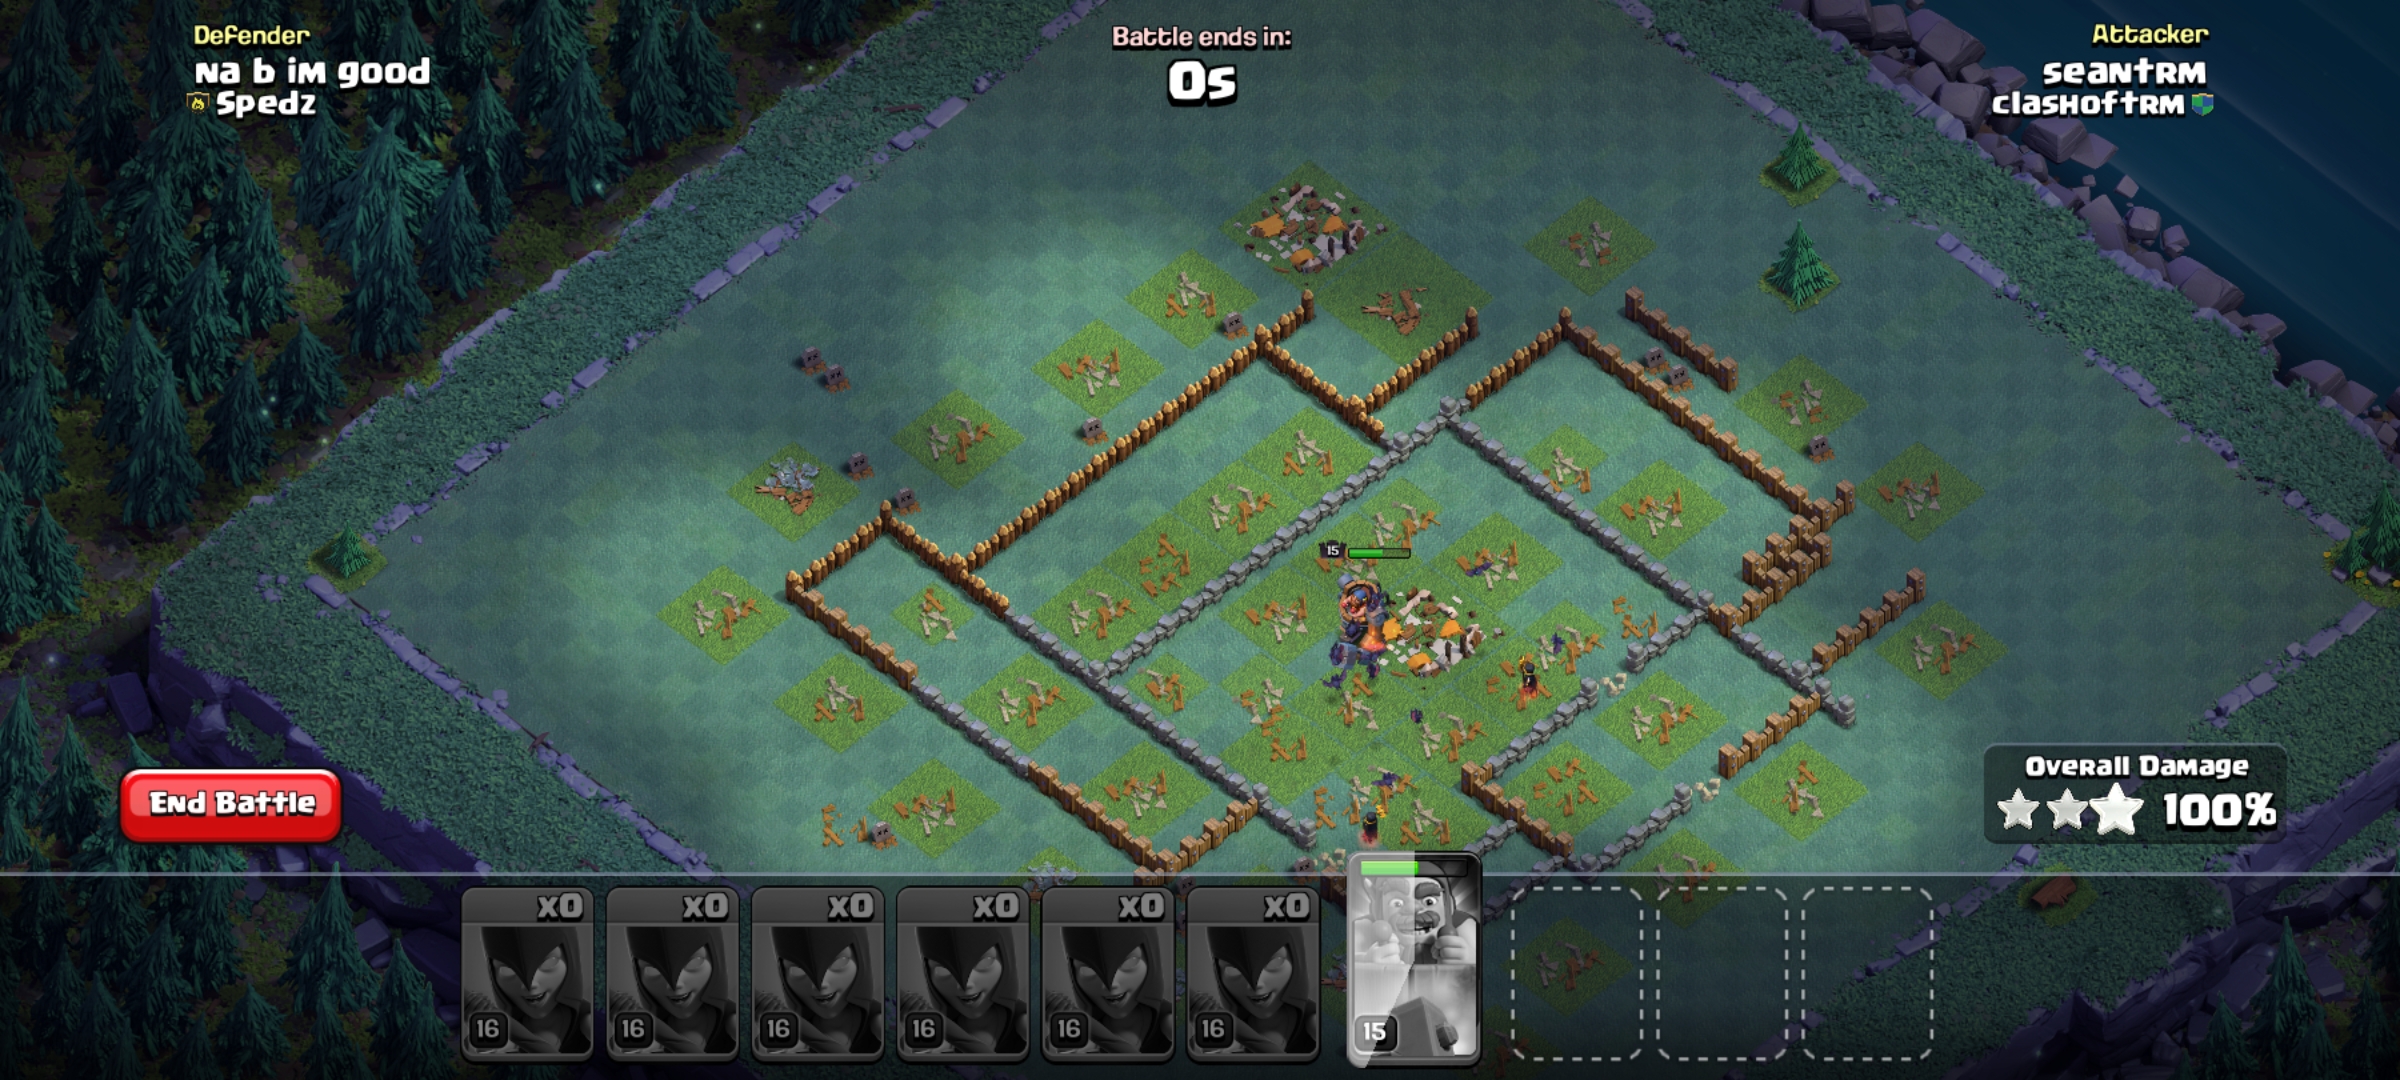 Defender
Na b iM good
Spedz
Battle ends in:
0s
Attacker
seantRM
clashoftRM
15
End Battle
Overall Damage
100%
x0
x0
x0
x0
x0
x0
16
16
16
16
16
16
15